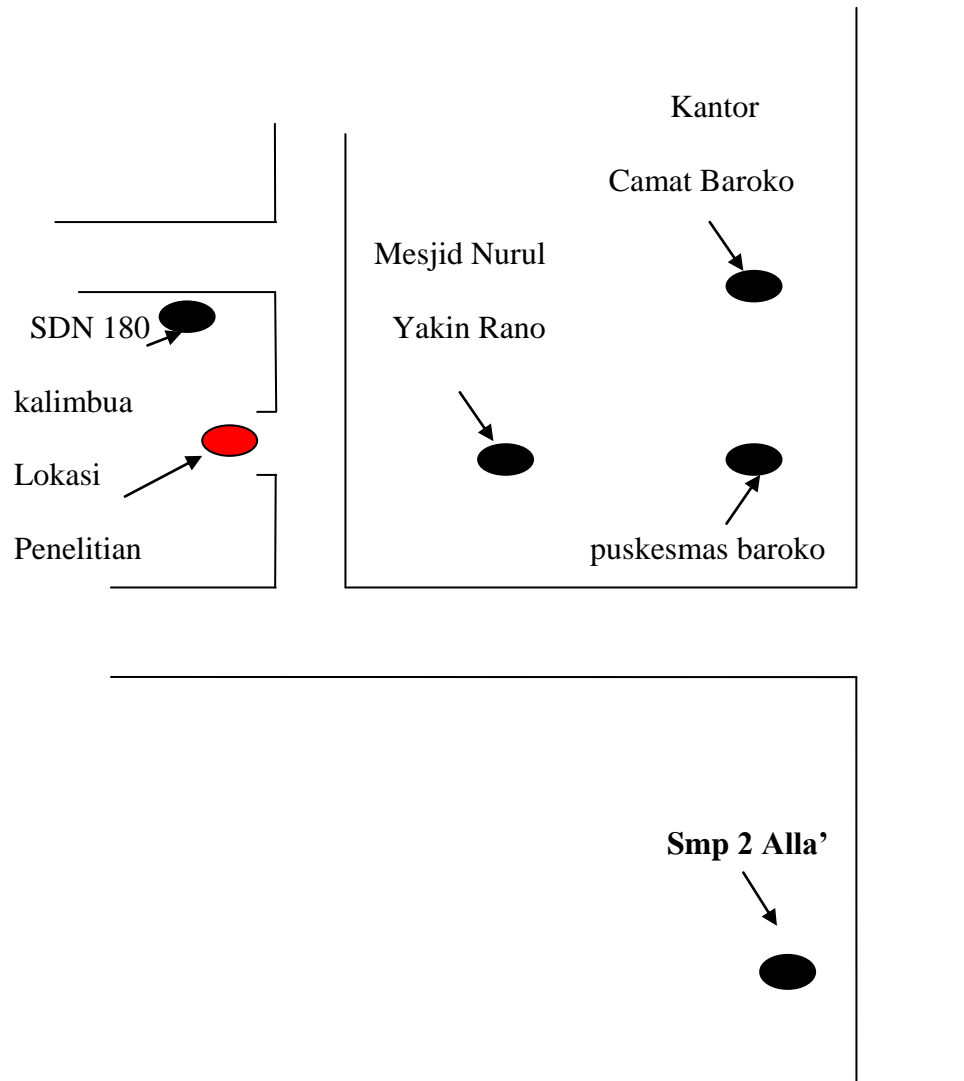 Kantor
Camat Baroko
Mesjid Nurul
Yakin Rano
SDN 180
kalimbua
Lokasi
Penelitian
puskesmas baroko
Smp 2 Alla’